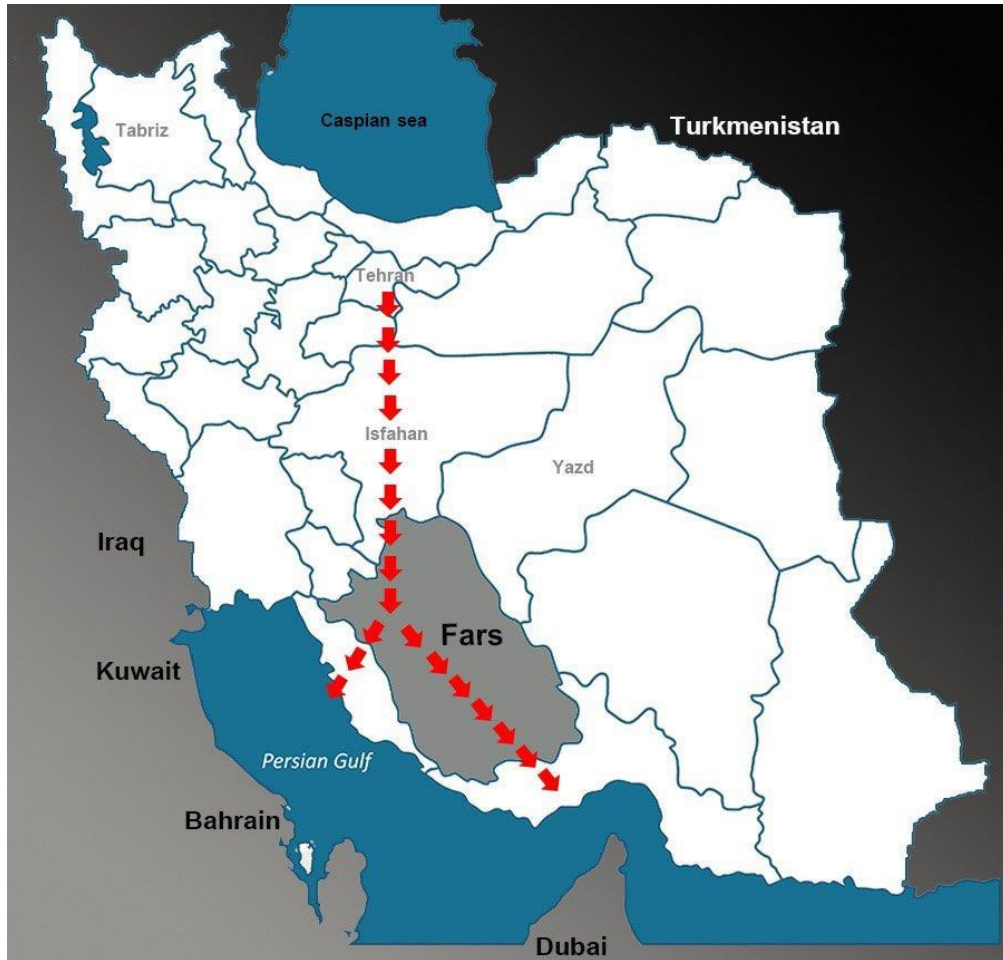 Caspian sea
Turkmenistan
Tabriz
Tehran
Isfahan
Yazd
Iraq
Fars
Kuwait
Persian Gulf
Bahrain
Dubai